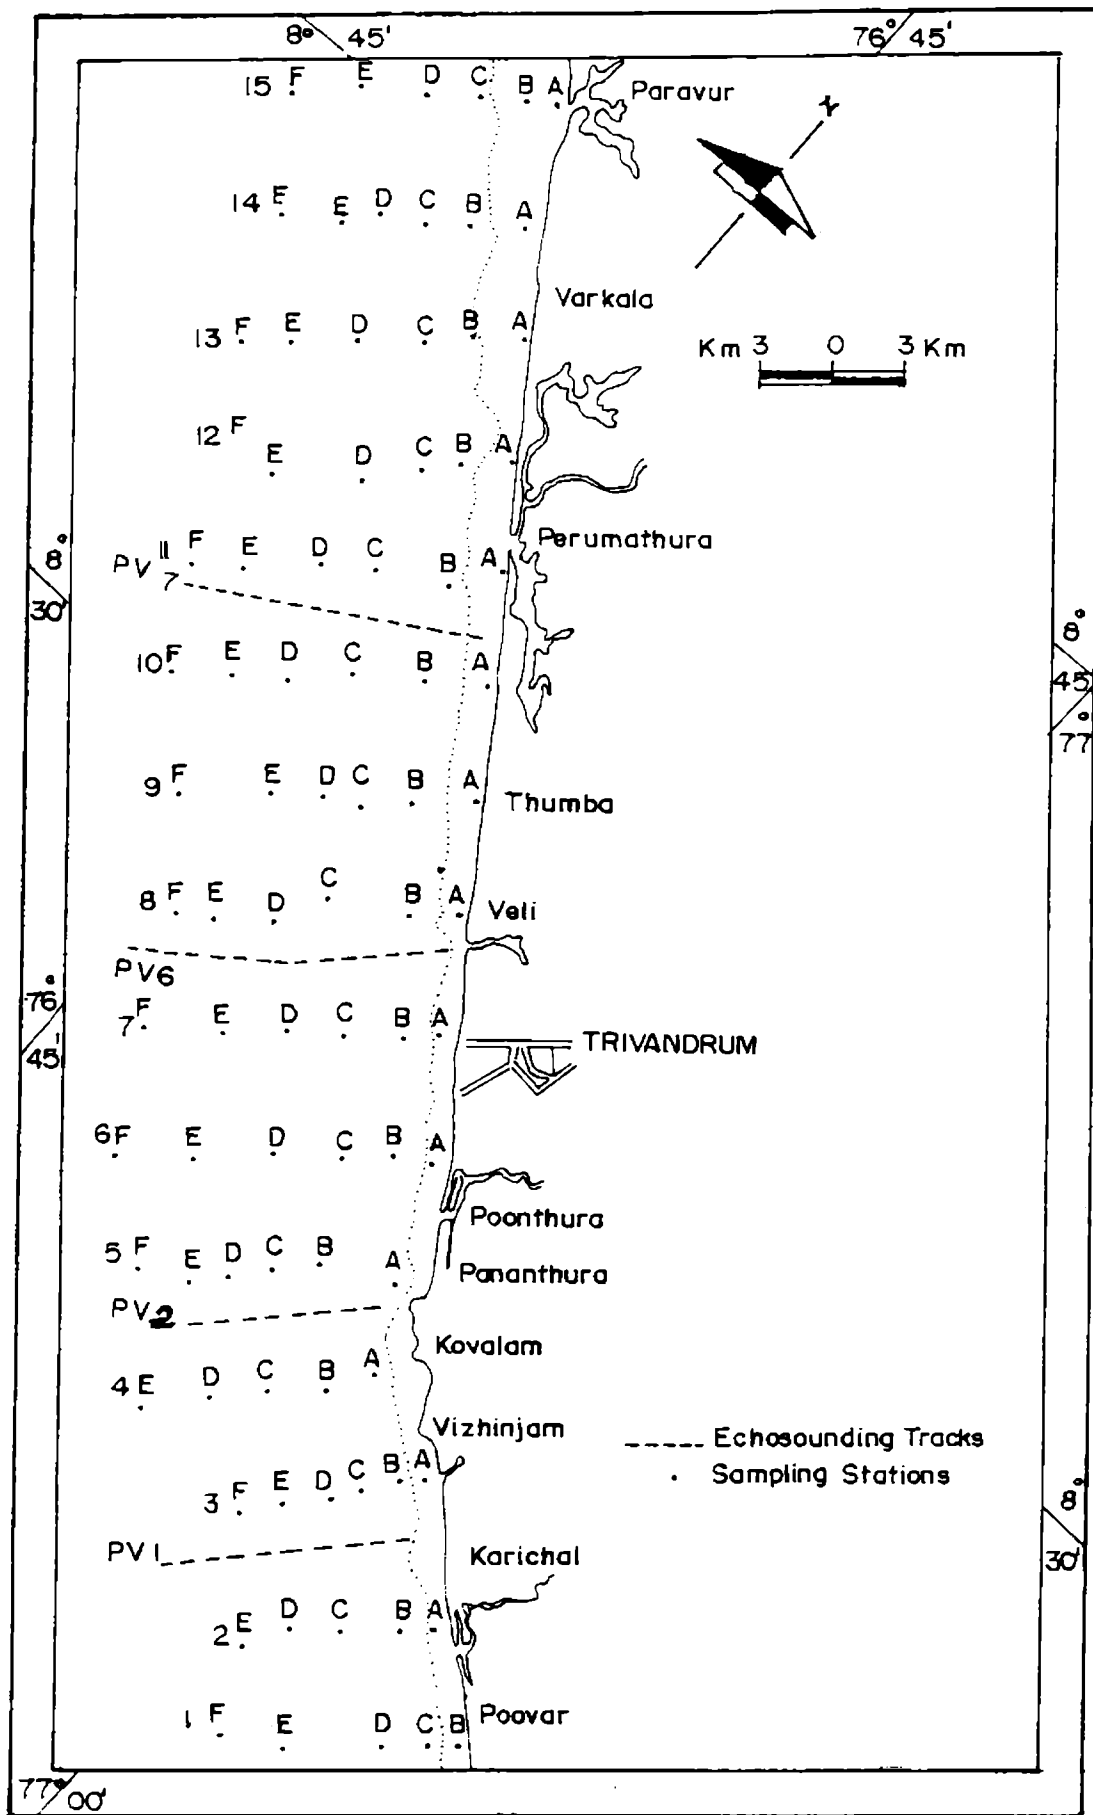 8° 45'
76° 45'
15 F E D C B A Paravur
N
14 F E D C B A
Varkala
13 F E D C B A
Km 3 0 3 Km
12 F E D C B A
Perumathura
8° 30'
11 F E D C B A
PV 7
8° 45'
10 F E D C B A
77°
9 F E D C B A
Thumba
8 F E D C B A
Veli
PV6
76° 45'
7 F E D C B A
TRIVANDRUM
6 F E D C B A
Poonthura
5 F E D C B A
Pananthura
PV2
Kovalam
4 E D C B A
Vizhinjam
----- Echosounding Tracks
. Sampling Stations
3 F E D C B A
8° 30'
PV1
Karichal
2 E D C B A
1 F E D C B
Poovar
77° 00'